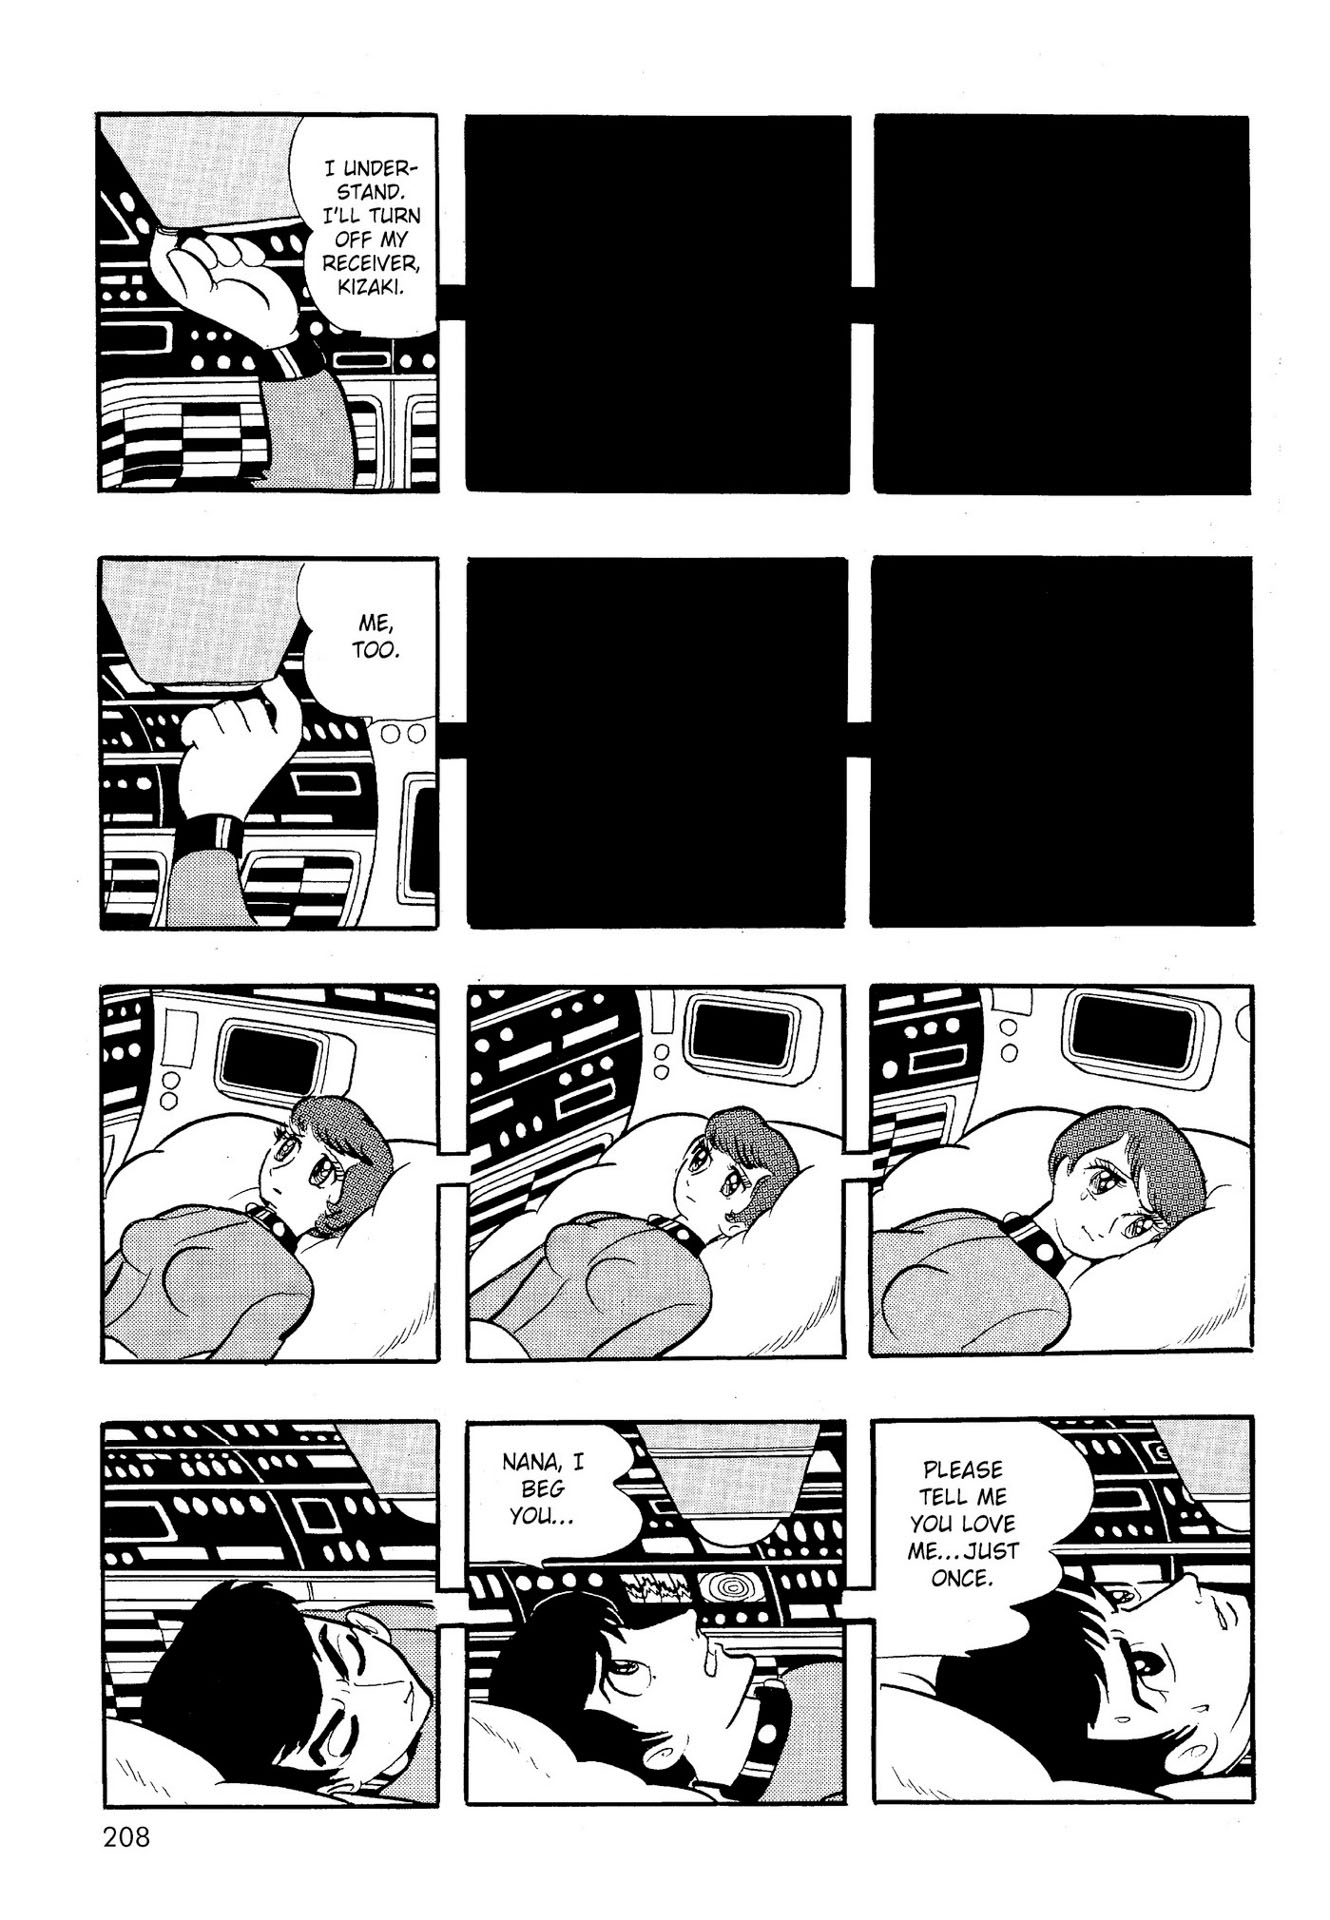 I UNDER-
STAND.
I'LL TURN
OFF MY
RECEIVER,
KIZAKI.
ME,
TOO.
NANA, I
BEG
YOU...
PLEASE
TELL ME
YOU LOVE
ME...JUST
ONCE.
208